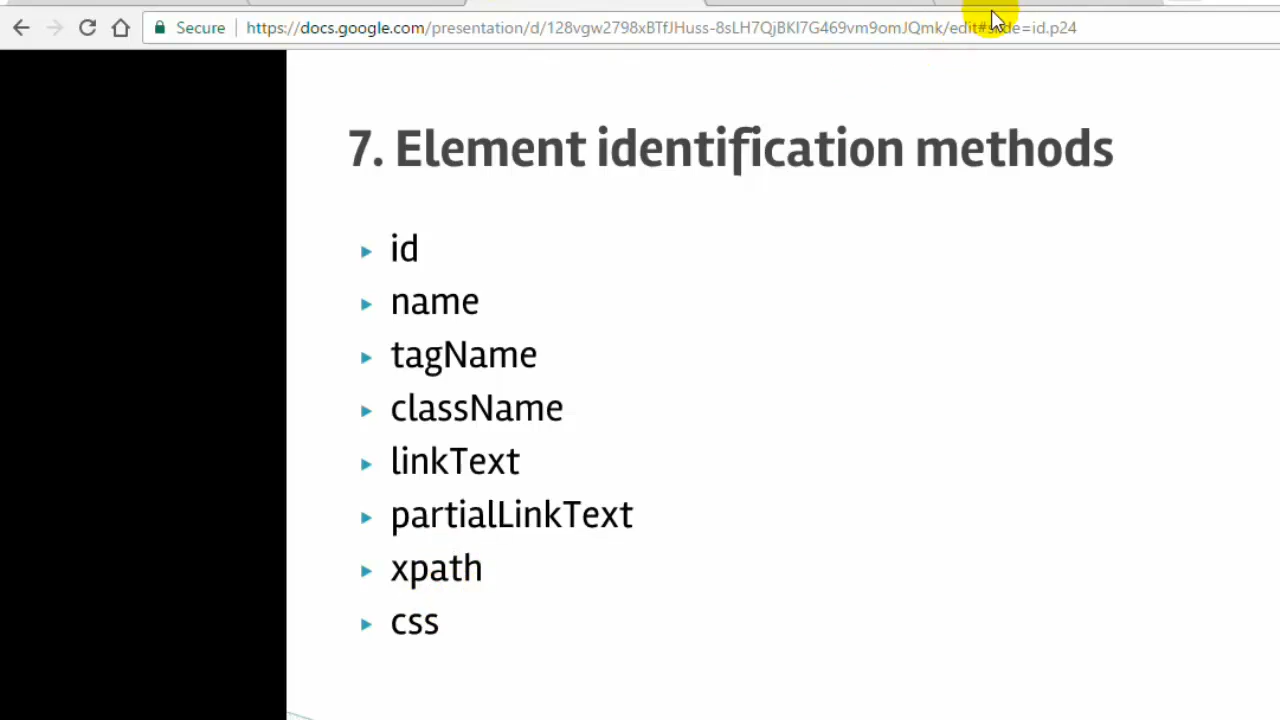 Secure
https://docs.google.com/presentation/d/128vgw2798xBTfJHuss-8sLH7QjBKI7G469vm9omJQmk/edit#slide=id.p24
7. Element identification methods
id
name
tagName
className
linkText
partialLinkText
xpath
css